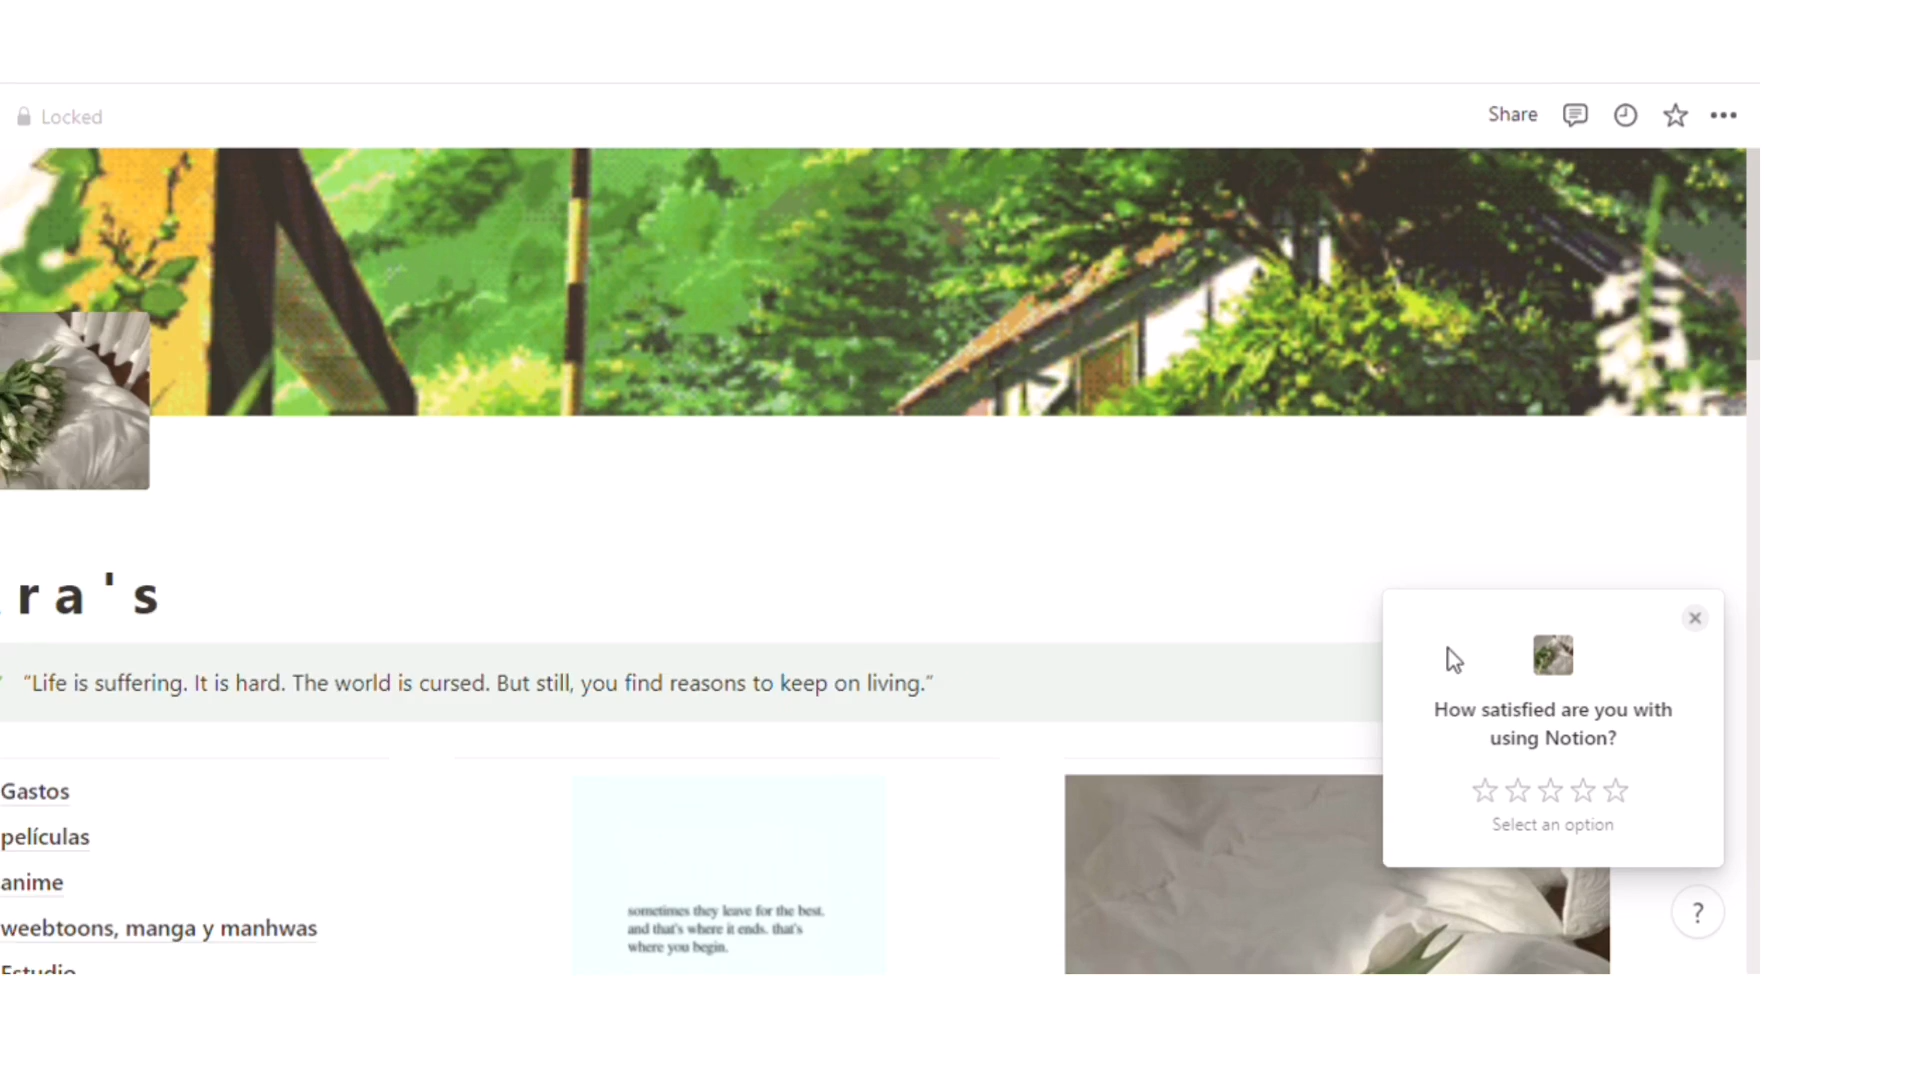 Locked
Share
ra's
"Life is suffering. It is hard. The world is cursed. But still, you find reasons to keep on living."
Gastos
películas
anime
weebtoons, manga y manhwas
Estudio
sometimes they leave for the best.
and that's where it ends. that's
where you begin.
How satisfied are you with
using Notion?
Select an option
?